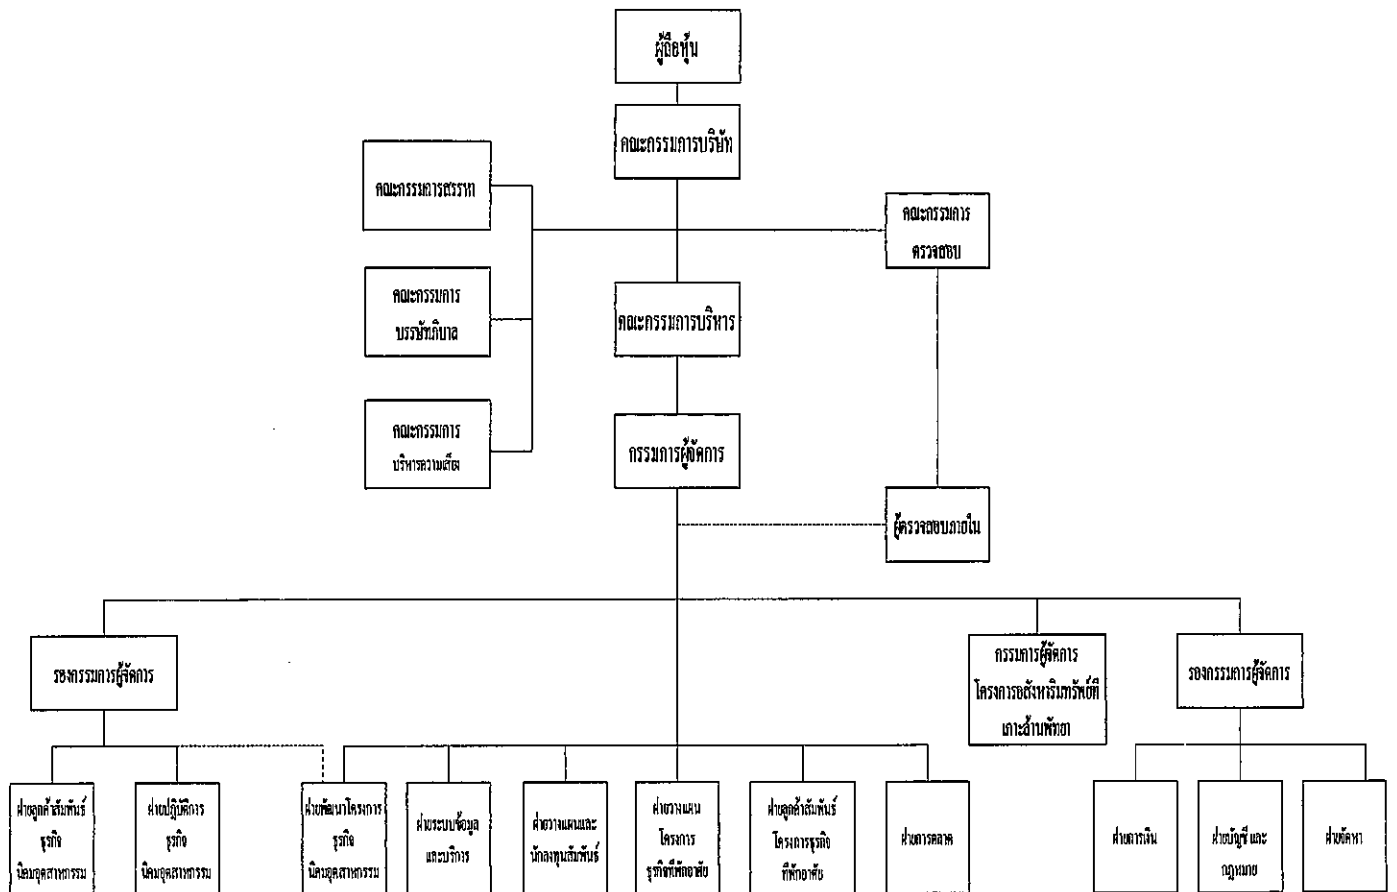 ผู้ถือหุ้น
คณะกรรมการบริษัท
คณะกรรมการสรรหา
คณะกรรมการ
ตรวจสอบ
คณะกรรมการ
บรรษัทภิบาล
คณะกรรมการบริหาร
คณะกรรมการ
บริหารความเสี่ยง
กรรมการผู้จัดการ
ผู้ตรวจสอบภายใน
รองกรรมการผู้จัดการ
กรรมการผู้จัดการ
โครงการอสังหาริมทรัพย์ที่
เกาะล้านพัทยา
รองกรรมการผู้จัดการ
ฝ่ายลูกค้าสัมพันธ์
ธุรกิจ
นิคมอุตสาหกรรม
ฝ่ายปฏิบัติการ
ธุรกิจ
นิคมอุตสาหกรรม
ฝ่ายพัฒนาโครงการ
ธุรกิจ
นิคมอุตสาหกรรม
ฝ่ายระบบข้อมูล
และบริการ
ฝ่ายวางแผนและ
นักลงทุนสัมพันธ์
ฝ่ายวางแผน
โครงการ
ธุรกิจที่พักอาศัย
ฝ่ายลูกค้าสัมพันธ์
โครงการธุรกิจ
ที่พักอาศัย
ฝ่ายการตลาด
ฝ่ายการเงิน
ฝ่ายบัญชี และ
กฎหมาย
ฝ่ายจัดหา